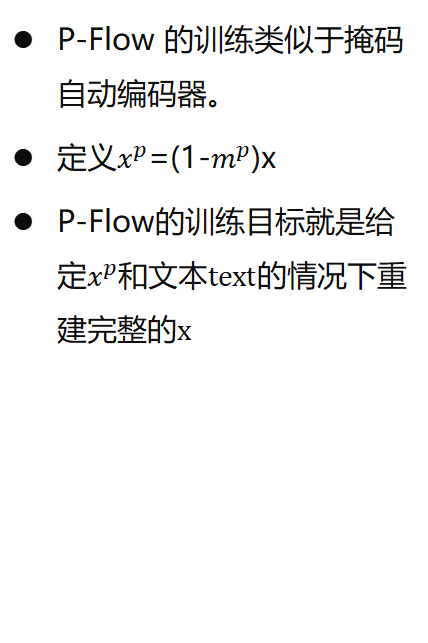 ● P-Flow 的训练类似于掩码
自动编码器。
● 定义𝑥ᵖ=(1-𝑚ᵖ)x
● P-Flow的训练目标就是给
定𝑥ᵖ和文本text的情况下重
建完整的x